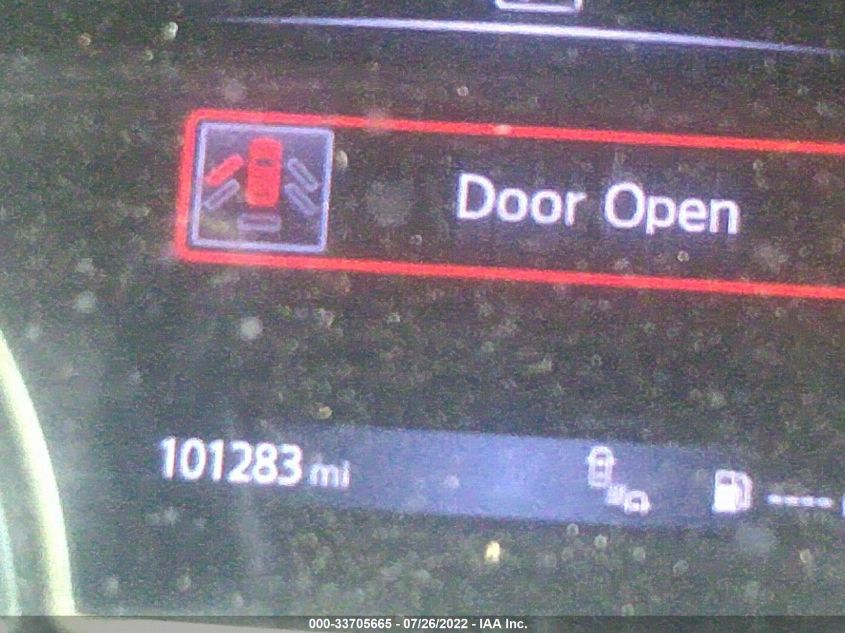 Door Open
101283 mi
----
000-33705665 - 07/26/2022 - IAA Inc.